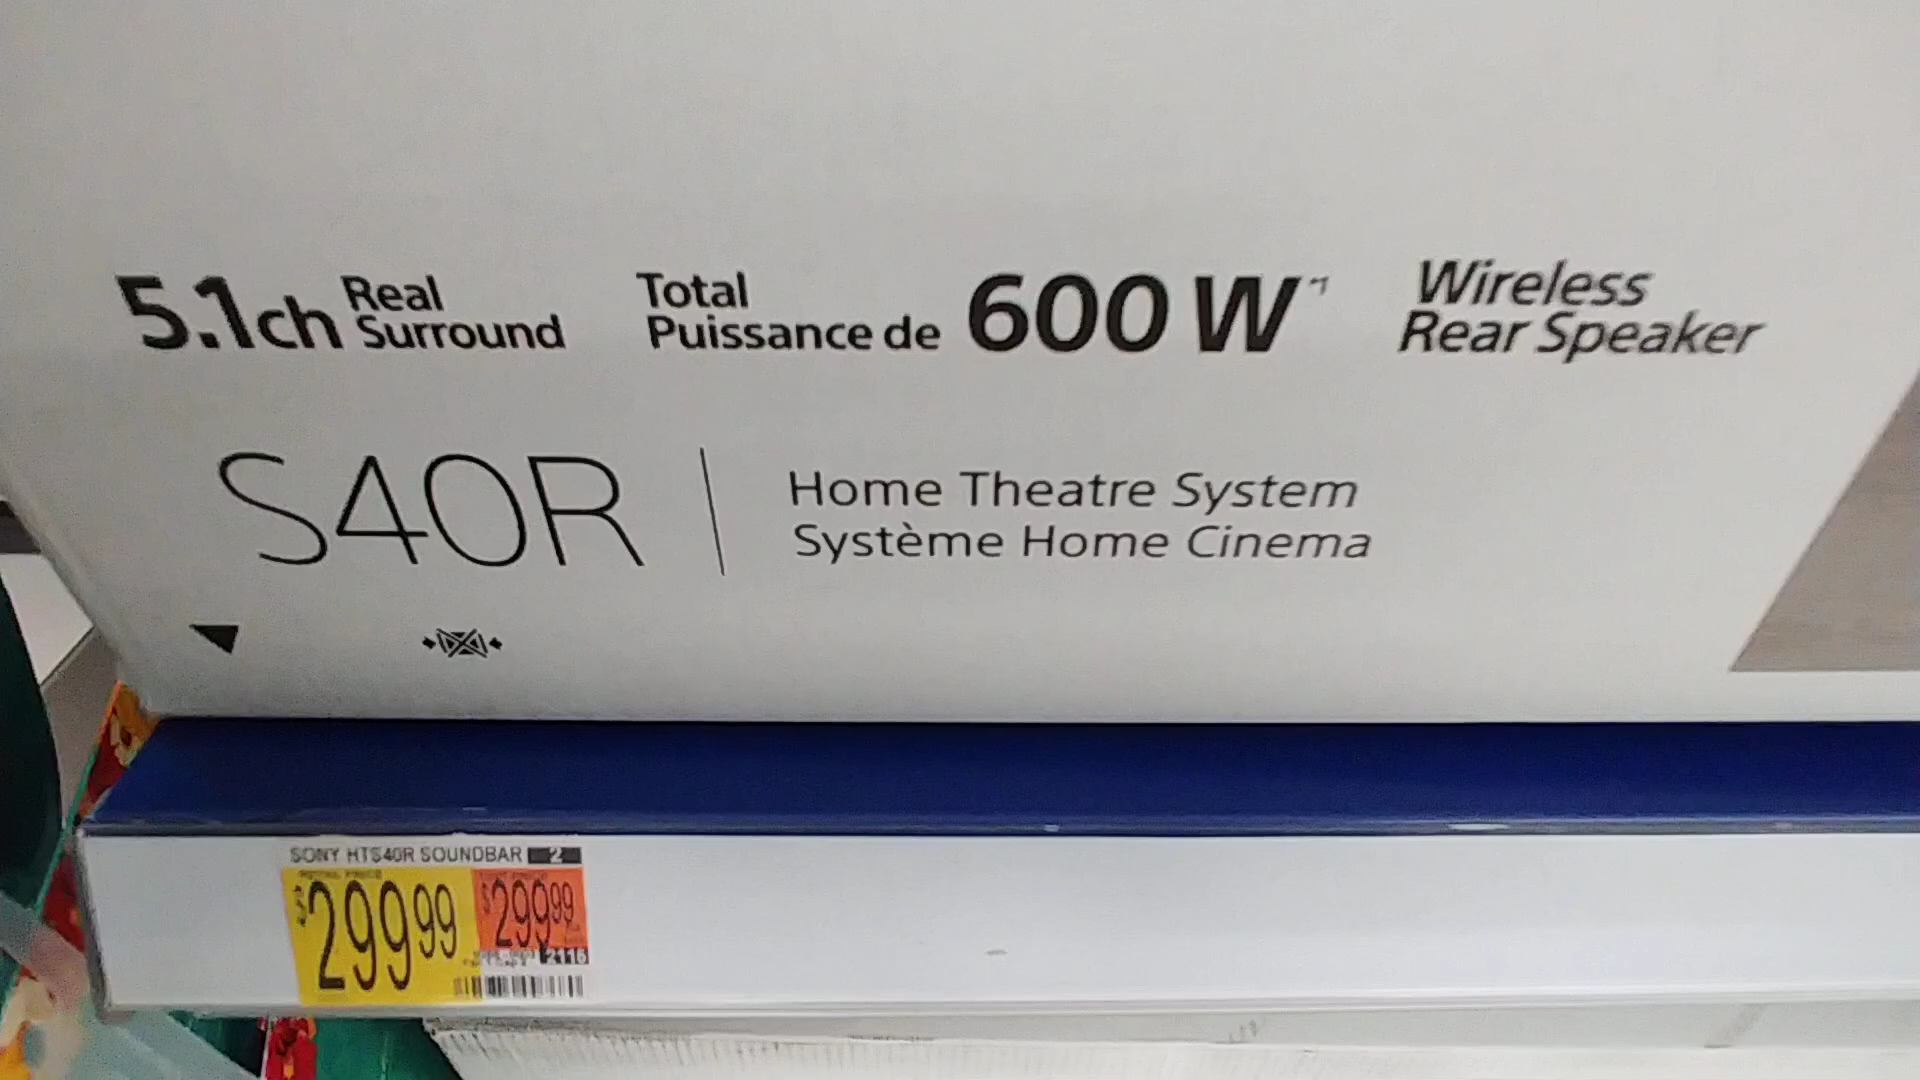 5.1ch Real Surround
Total
Puissance de 600 W*1
Wireless
Rear Speaker
S40R
Home Theatre System
Système Home Cinema
SONY HTS40R SOUNDBAR 2
$299 99
$299 99
2116